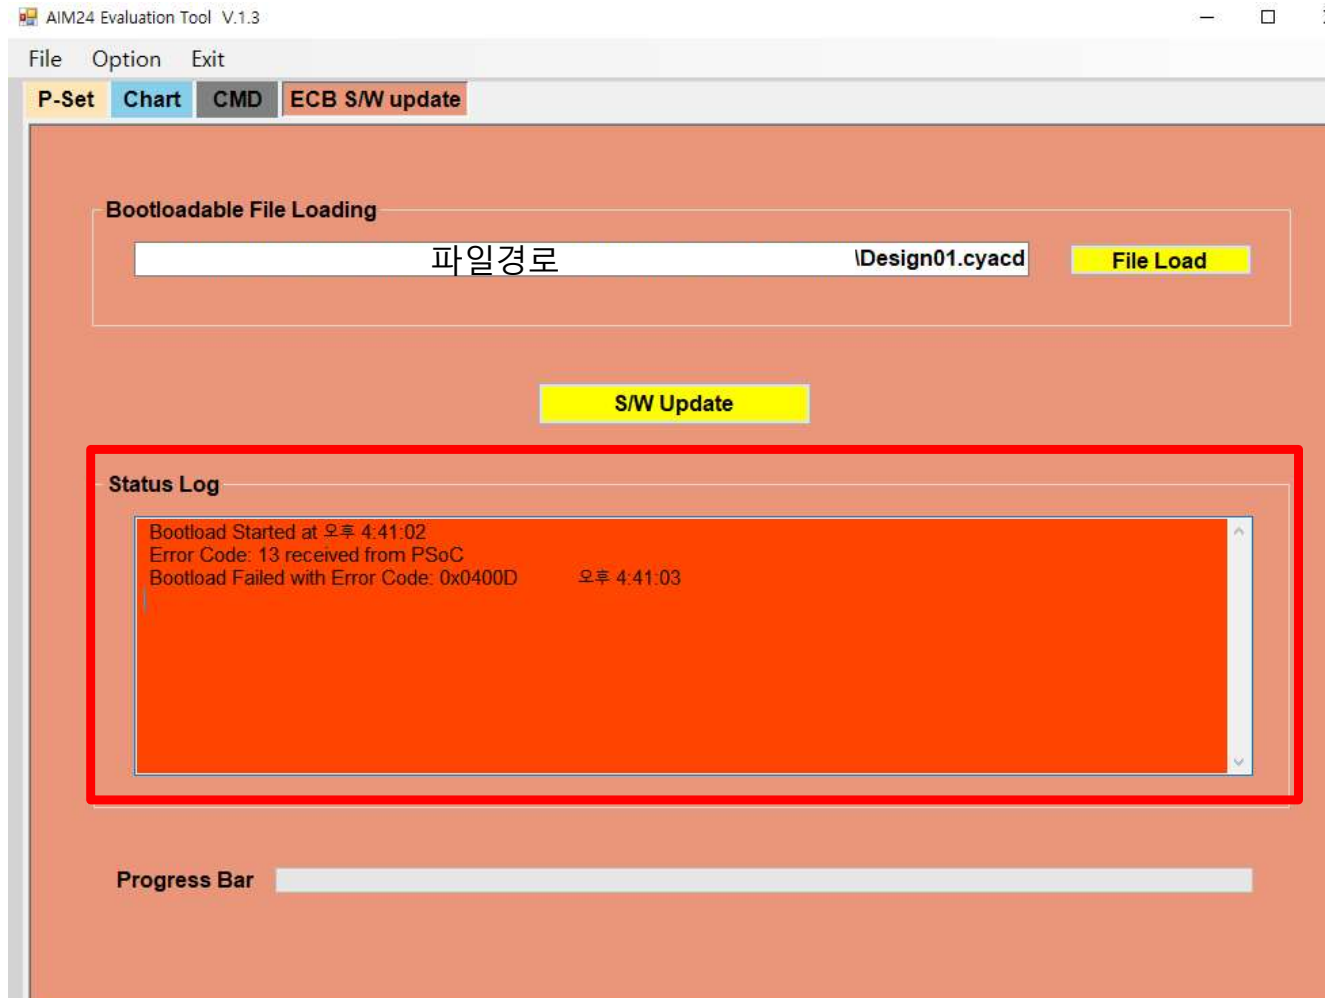 AIM24 Evaluation Tool V.1.3
File Option Exit
P-Set Chart CMD ECB S/W update
Bootloadable File Loading
파일경로 \Design01.cyacd File Load
S/W Update
Status Log
Bootload Started at 오후 4:41:02
Error Code: 13 received from PSoC
Bootload Failed with Error Code: 0x0400D 오후 4:41:03
Progress Bar